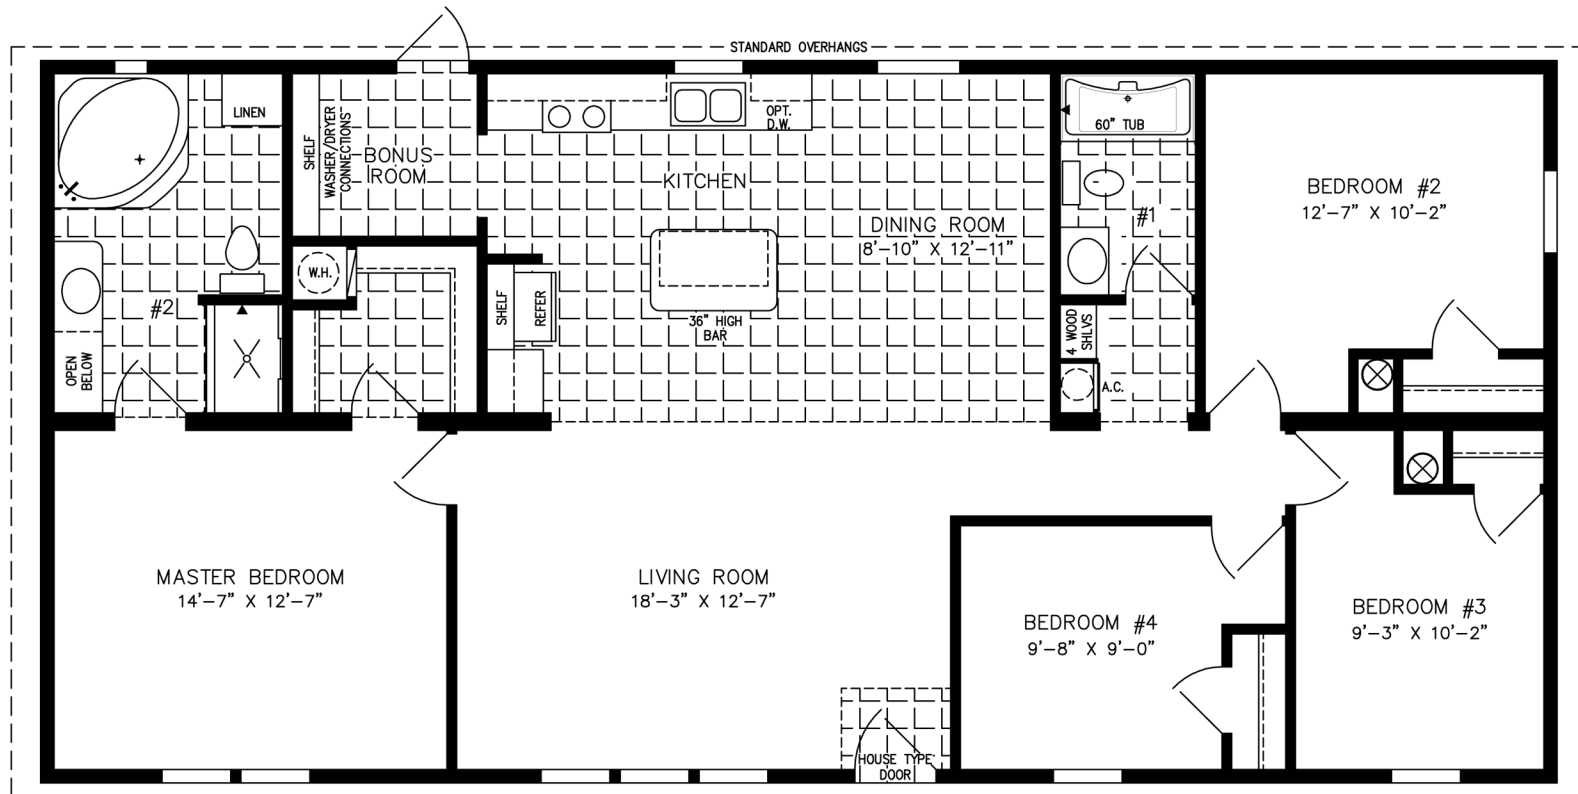 STANDARD OVERHANGS
LINEN
SHELF
WASHER/DRYER
CONNECTIONS
BONUS
ROOM
OPT.
D.W.
60” TUB
KITCHEN
BEDROOM #2
12’-7” X 10’-2”
#1
DINING ROOM
8’-10” X 12’-11”
W.H.
#2
SHELF
REFER
36” HIGH
BAR
4 WOOD
SHLVS
OPEN
BELOW
A.C.
MASTER BEDROOM
14’-7” X 12’-7”
LIVING ROOM
18’-3” X 12’-7”
BEDROOM #4
9’-8” X 9’-0”
BEDROOM #3
9’-3” X 10’-2”
HOUSE TYPE
DOOR